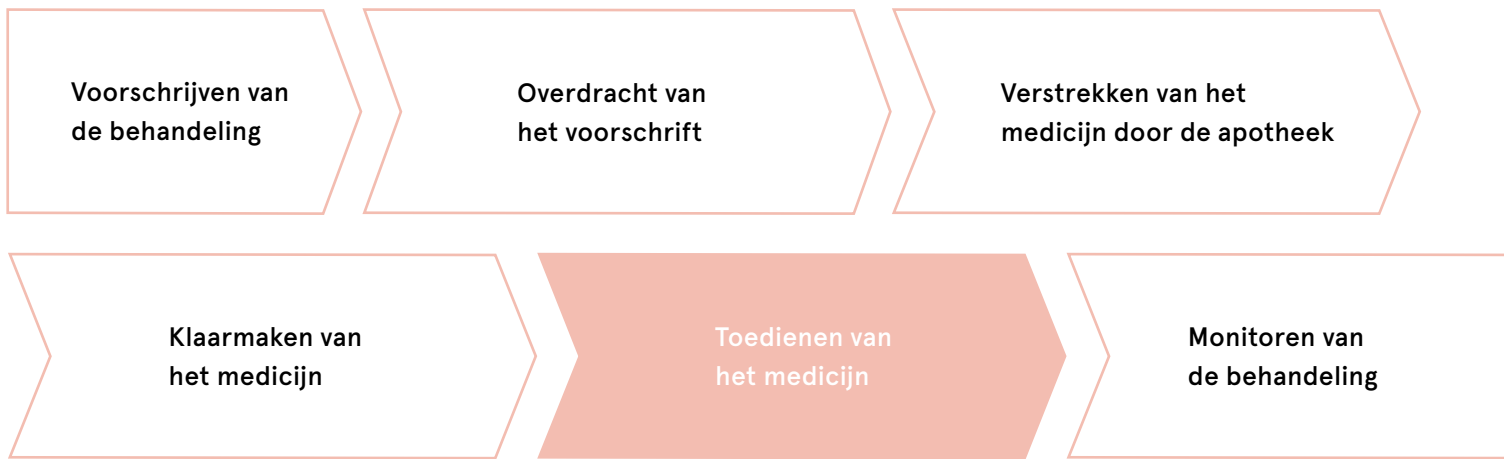 Voorschrijven van
de behandeling
Overdracht van
het voorschrift
Verstrekken van het
medicijn door de apotheek
Klaarmaken van
het medicijn
Toedienen van
het medicijn
Monitoren van
de behandeling